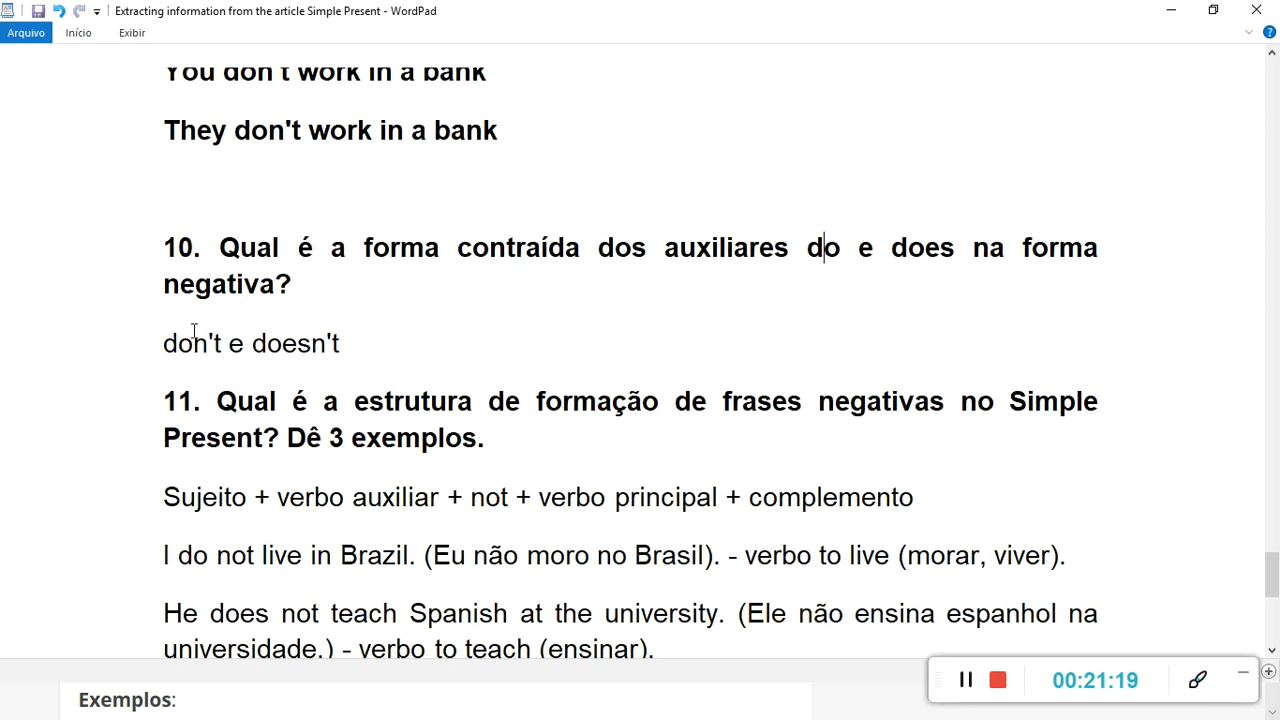 Extracting information from the article Simple Present - WordPad
Arquivo Início Exibir
You don't work in a bank
They don't work in a bank
10. Qual é a forma contraída dos auxiliares do e does na forma
negativa?
don't e doesn't
11. Qual é a estrutura de formação de frases negativas no Simple
Present? Dê 3 exemplos.
Sujeito + verbo auxiliar + not + verbo principal + complemento
I do not live in Brazil. (Eu não moro no Brasil). - verbo to live (morar, viver).
He does not teach Spanish at the university. (Ele não ensina espanhol na
universidade.) - verbo to teach (ensinar).
00:21:19
Exemplos: